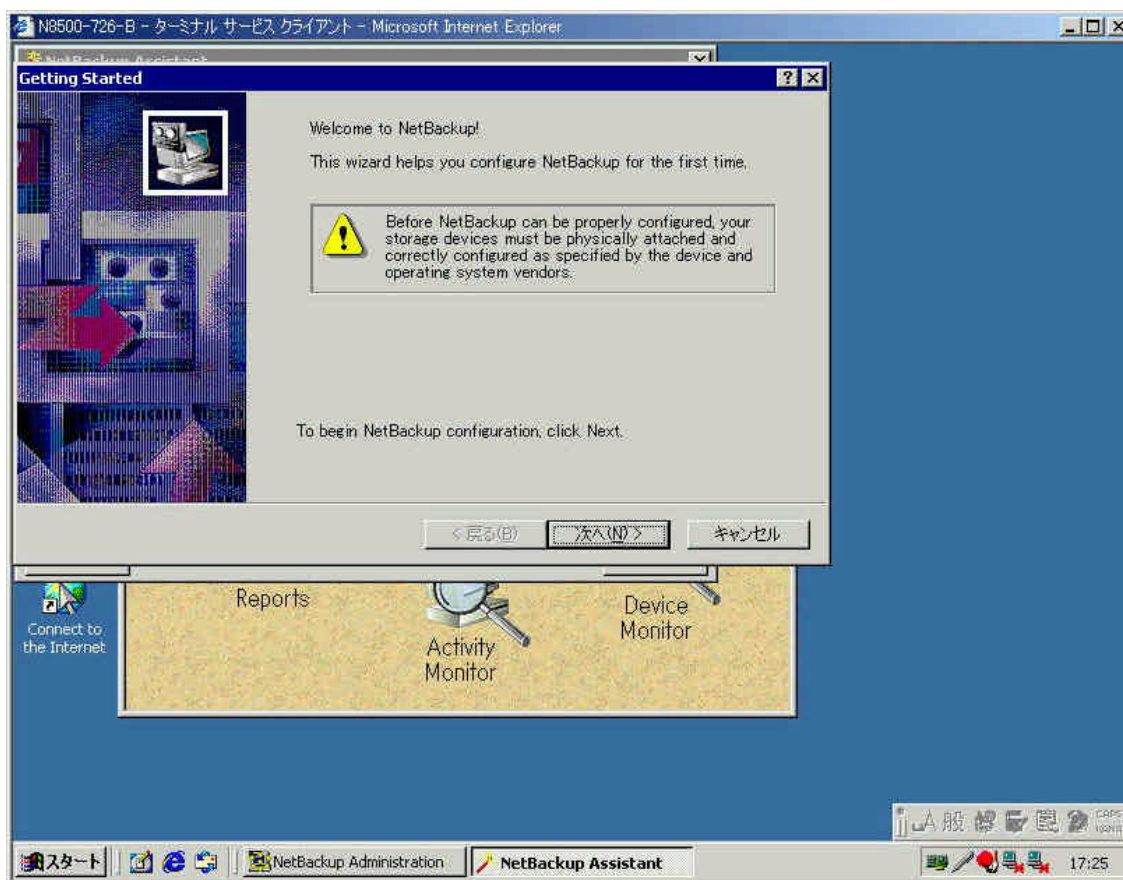 N8500-726-B - ターミナル サービス クライアント - Microsoft Internet Explorer
NetBackup Assistant
Getting Started
Welcome to NetBackup!
This wizard helps you configure NetBackup for the first time.
Before NetBackup can be properly configured, your
storage devices must be physically attached and
correctly configured as specified by the device and
operating system vendors.
To begin NetBackup configuration, click Next.
< 戻る(B)
次へ(N) >
キャンセル
Connect to
the Internet
Reports
Activity
Monitor
Device
Monitor
A 般
CAPS
スタート
NetBackup Administration
NetBackup Assistant
17:25